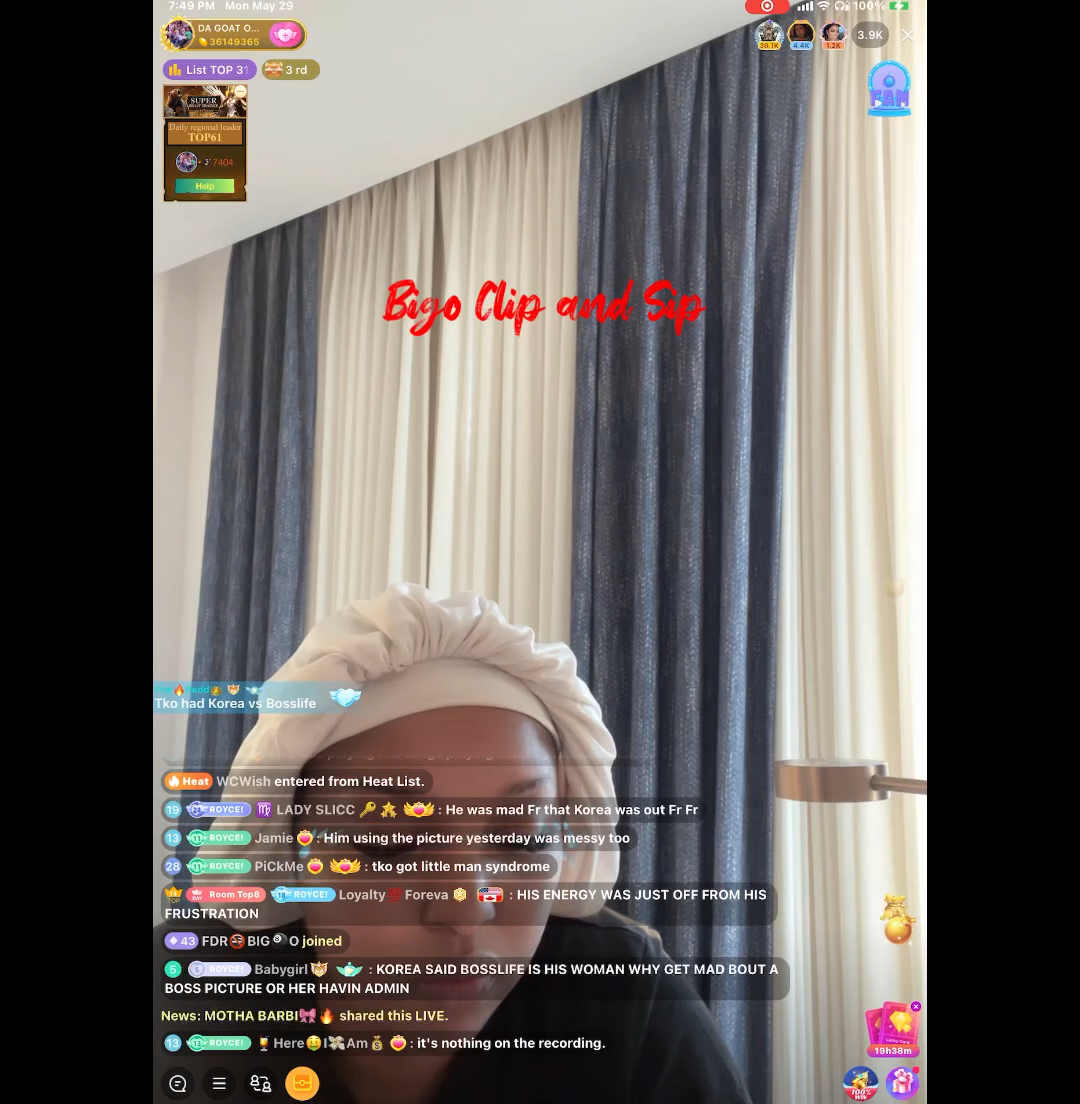 7:49 PM Mon May 29
100%
DA GOAT O...
36149365
30.1K
4.4K
1.2K
3.9K
List TOP 31
3 rd
FAM
SUPER
Daily regional leader
TOP61
7404
Help
Bigo Clip and Sip
Tko had Korea vs Bosslife
Heat WCWish entered from Heat List.
19 ROYCE! LADY SLICC : He was mad Fr that Korea was out Fr Fr
13 ROYCE! Jamie : Him using the picture yesterday was messy too
28 ROYCE! PiCkMe : tko got little man syndrome
TOP Room Top8 ROYCE! Loyalty Foreva : HIS ENERGY WAS JUST OFF FROM HIS
FRUSTRATION
43 FDR BIG O joined
5 ROYCE! Babygirl : KOREA SAID BOSSLIFE IS HIS WOMAN WHY GET MAD BOUT A
BOSS PICTURE OR HER HAVIN ADMIN
News: MOTHA BARBI shared this LIVE.
13 ROYCE! Here I Am : it's nothing on the recording.
19h38m
100%
WIN